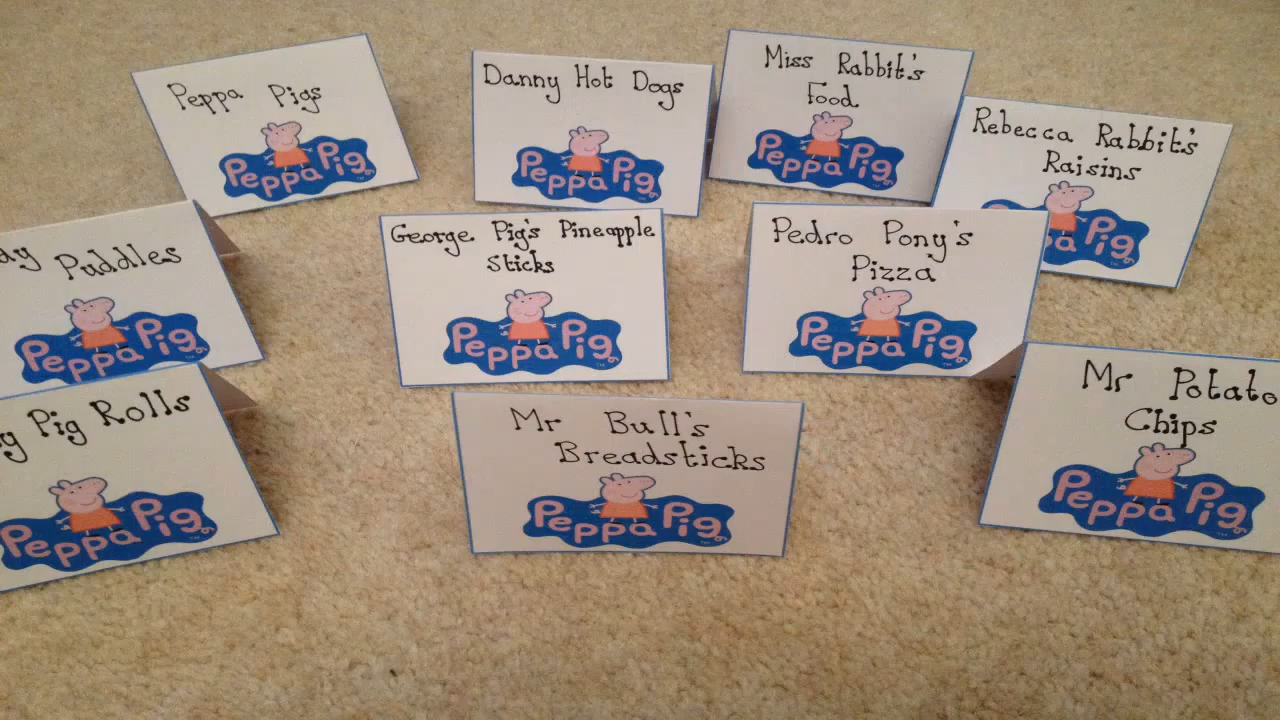 Peppa Pigs
Peppa Pig
Danny Hot Dogs
Peppa Pig
Miss Rabbit's
Food
Peppa Pig
Rebecca Rabbit's
Raisins
Pig
Puddles
Peppa Pig
George Pig's Pineapple
Sticks
Peppa Pig
Pedro Pony's
Pizza
Peppa Pig
Pig Rolls
Peppa Pig
Mr Bull's
Breadsticks
Peppa Pig
Mr Potato
Chips
Peppa Pig